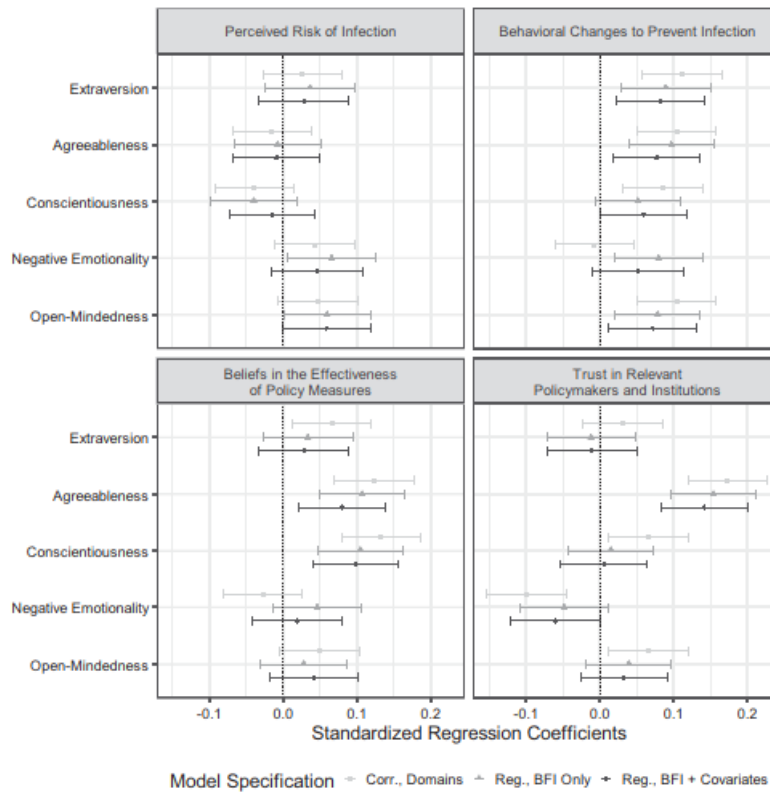 Perceived Risk of Infection
Behavioral Changes to Prevent Infection
Extraversion
Agreeableness
Conscientiousness
Negative Emotionality
Open-Mindedness
Beliefs in the Effectiveness
of Policy Measures
Trust in Relevant
Policymakers and Institutions
Extraversion
Agreeableness
Conscientiousness
Negative Emotionality
Open-Mindedness
-0.1 0.0 0.1 0.2 -0.1 0.0 0.1 0.2
Standardized Regression Coefficients
Model Specification Corr., Domains Reg., BFI Only Reg., BFI + Covariates